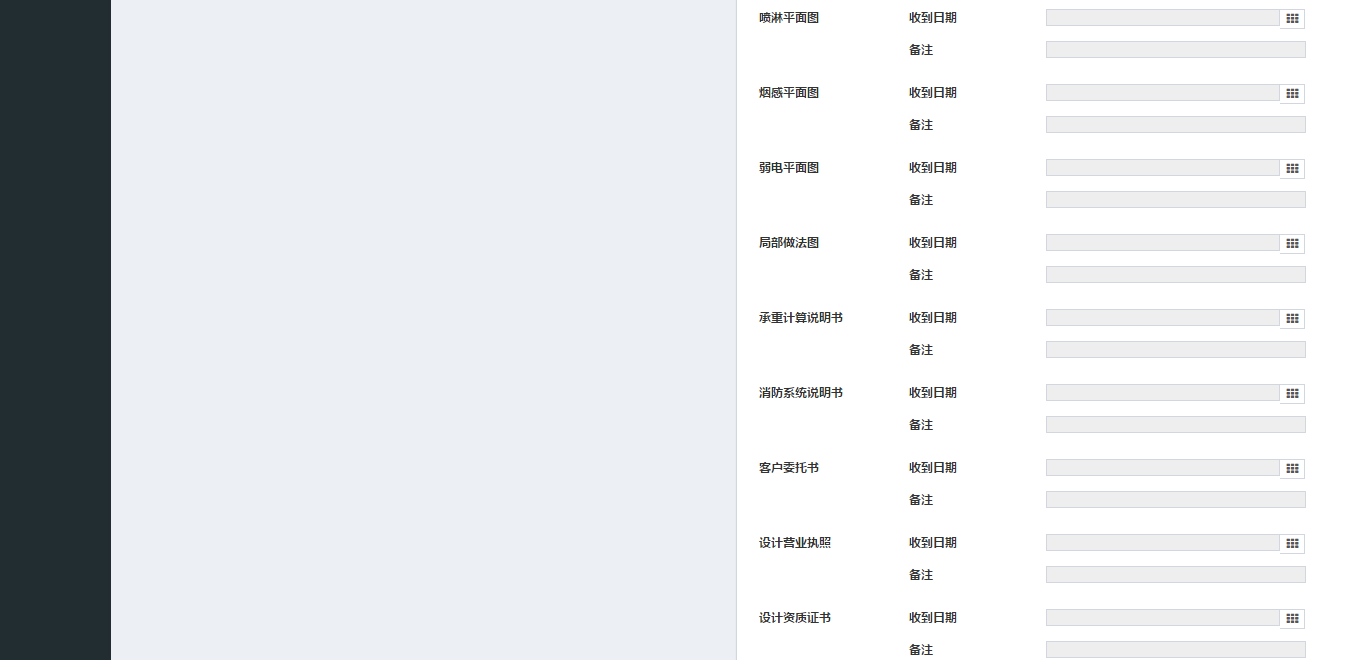 喷淋平面图 收到日期
备注
烟感平面图 收到日期
备注
弱电平面图 收到日期
备注
局部做法图 收到日期
备注
承重计算说明书 收到日期
备注
消防系统说明书 收到日期
备注
客户委托书 收到日期
备注
设计营业执照 收到日期
备注
设计资质证书 收到日期
备注